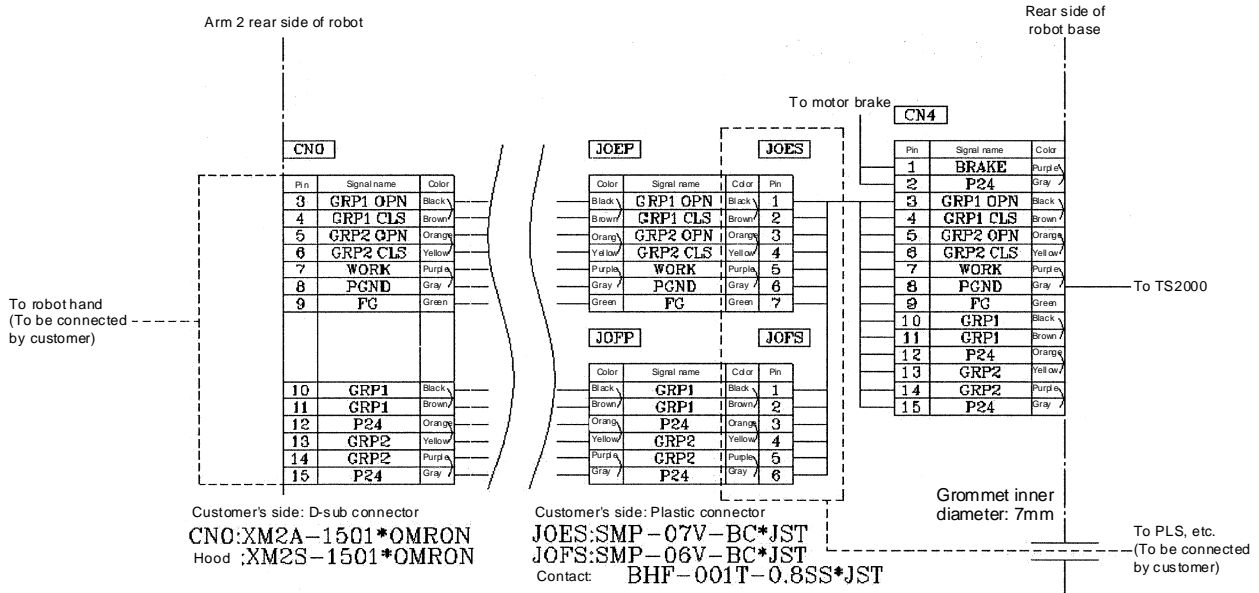 Arm 2 rear side of robot
Rear side of
robot base
To motor brake
CN4
CN0
JOEP
JOES
Pin Signal name Color
3 GRP1 OPN Black
4 GRP1 CLS Brown
5 GRP2 OPN Orange
6 GRP2 CLS Yellow
7 WORK Purple
8 PGND Gray
9 FG Green
10 GRP1 Black
11 GRP1 Brown
12 P24 Orange
13 GRP2 Yellow
14 GRP2 Purple
15 P24 Gray
Color Signal name Color Pin
Black GRP1 OPN Black 1
Brown GRP1 CLS Brown 2
Orang GRP2 OPN Orange 3
Yellow GRP2 CLS Yellow 4
Purple WORK Purple 5
Gray PGND Gray 6
Green FG Green 7
JOFP
JOFS
Color Signal name Color Pin
Black GRP1 Black 1
Brown GRP1 Brown 2
Orang P24 Orange 3
Yellow GRP2 Yellow 4
Purple GRP2 Purple 5
Gray P24 Gray 6
Pin Signal name Color
1 BRAKE Purple
2 P24 Gray
3 GRP1 OPN Black
4 GRP1 CLS Brown
5 GRP2 OPN Orange
6 GRP2 CLS Yellow
7 WORK Purple
8 PGND Gray
9 FG Green
10 GRP1 Black
11 GRP1 Brown
12 P24 Orange
13 GRP2 Yellow
14 GRP2 Purple
15 P24 Gray
To robot hand
(To be connected
by customer)
To TS2000
Customer's side: D-sub connector
CN0:XM2A-1501*OMRON
Hood ;XM2S-1501*OMRON
Customer's side: Plastic connector
JOES:SMP-07V-BC*JST
JOFS:SMP-06V-BC*JST
Contact: BHF-001T-0.8SS*JST
Grommet inner
diameter: 7mm
To PLS, etc.
(To be connected
by customer)